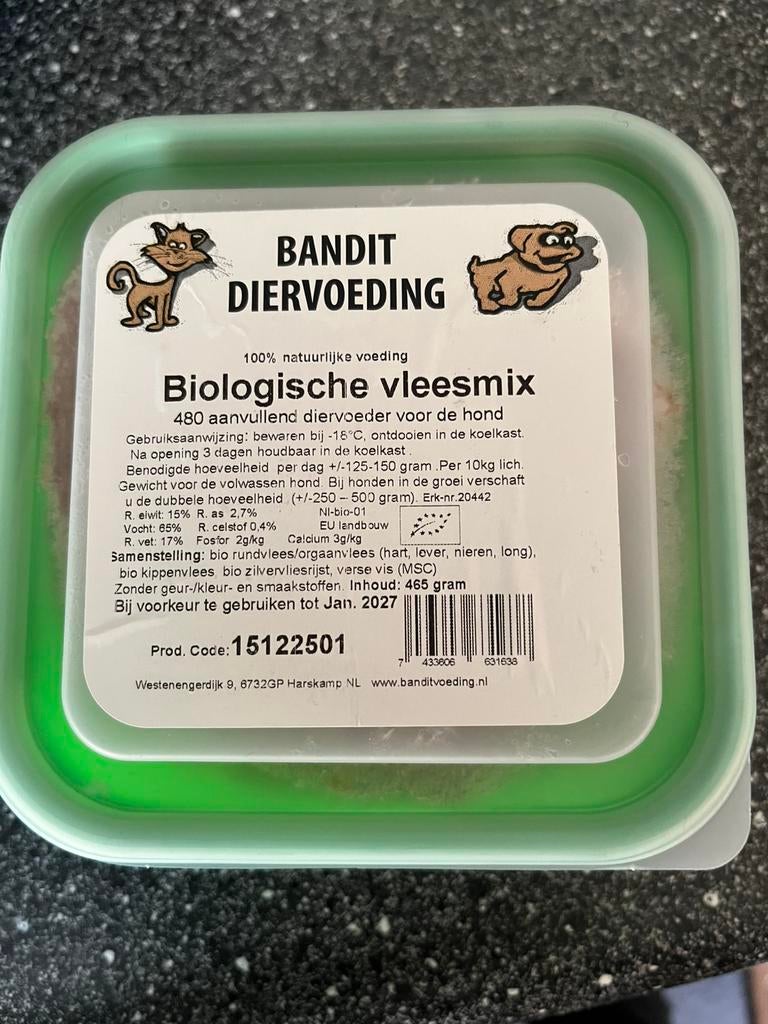 BANDIT
DIERVOEDING
100% natuurlijke voeding
Biologische vleesmix
480 aanvullend diervoeder voor de hond
Gebruiksaanwijzing: bewaren bij -18°C, ontdooien in de koelkast.
Na opening 3 dagen houdbaar in de koelkast .
Benodigde hoeveelheid per dag +/-125-150 gram .Per 10kg lich.
Gewicht voor de volwassen hond. Bij honden in de groei verschaft
u de dubbele hoeveelheid (+/-250 – 500 gram). Erk-nr.20442
R. eiwit: 15% R. as 2,7% Nl-bio-01
Vocht: 65% R. celstof 0,4% EU landbouw
R. vet: 17% Fosfor 2g/kg Calcium 3g/kg
Samenstelling: bio rundvlees/orgaanvlees (hart, lever, nieren, long),
bio kippenvlees, bio zilvervliesrijst, verse vis (MSC)
Zonder geur-/kleur- en smaakstoffen. Inhoud: 465 gram
Bij voorkeur te gebruiken tot Jan. 2027
Prod. Code:15122501
7 433606 631638
Westenengerdijk 9, 6732GP Harskamp NL www.banditvoeding.nl